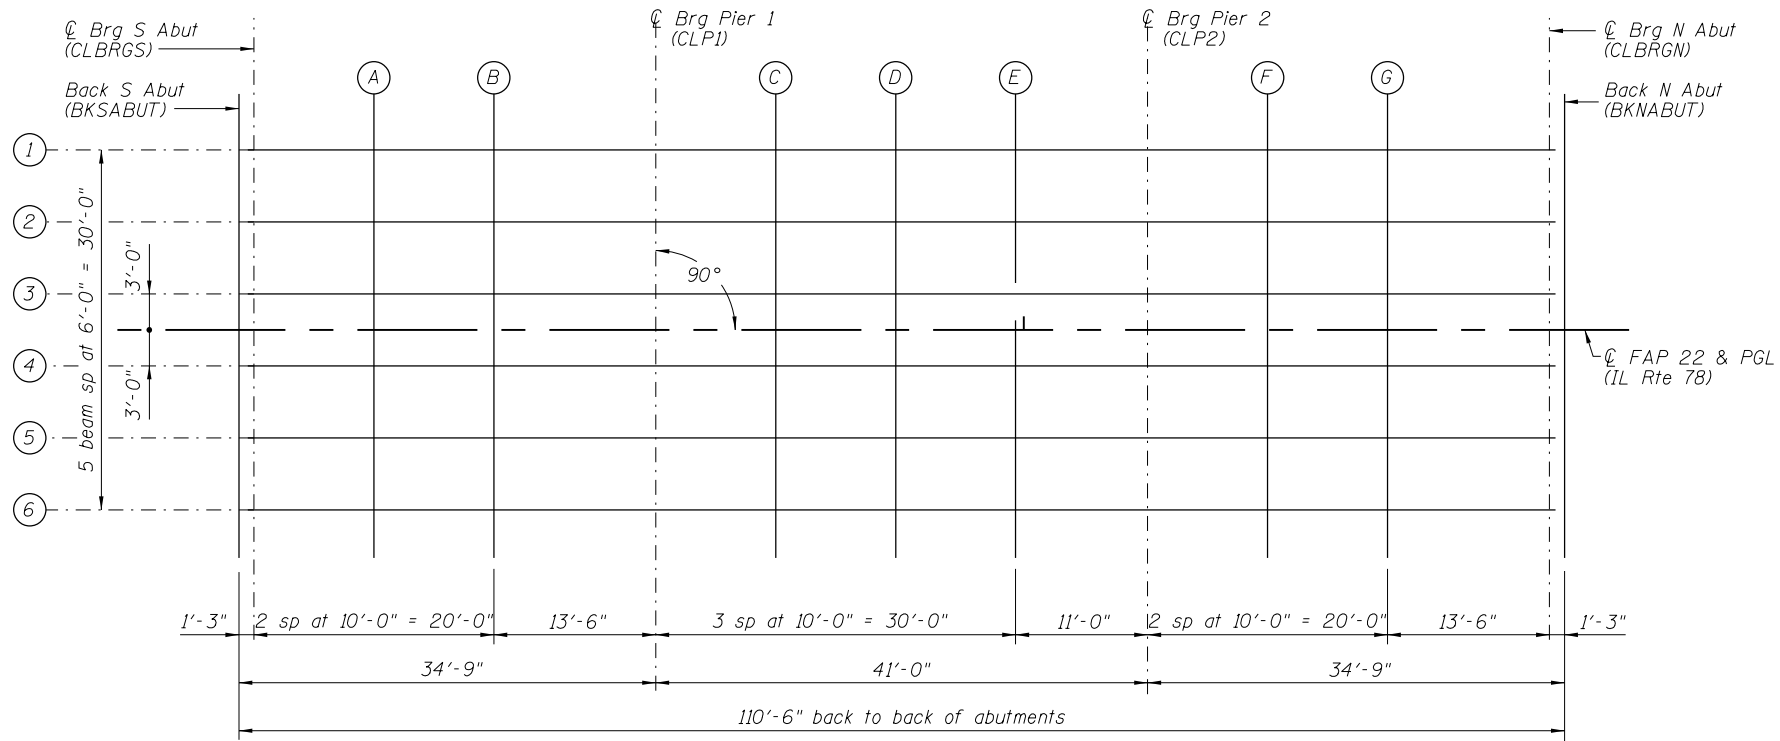 ℄ Brg S Abut
(CLBRGS)
℄ Brg Pier 1
(CLP1)
℄ Brg Pier 2
(CLP2)
℄ Brg N Abut
(CLBRGN)
Back S Abut
(BKSABUT)
A
B
C
D
E
F
G
Back N Abut
(BKNABUT)
1
2
3
4
5
6
5 beam sp at 6'-0" = 30'-0"
3'-0"
3'-0"
90°
℄ FAP 22 & PGL
(IL Rte 78)
1'-3"
2 sp at 10'-0" = 20'-0"
13'-6"
3 sp at 10'-0" = 30'-0"
11'-0"
2 sp at 10'-0" = 20'-0"
13'-6"
1'-3"
34'-9"
41'-0"
34'-9"
110'-6" back to back of abutments